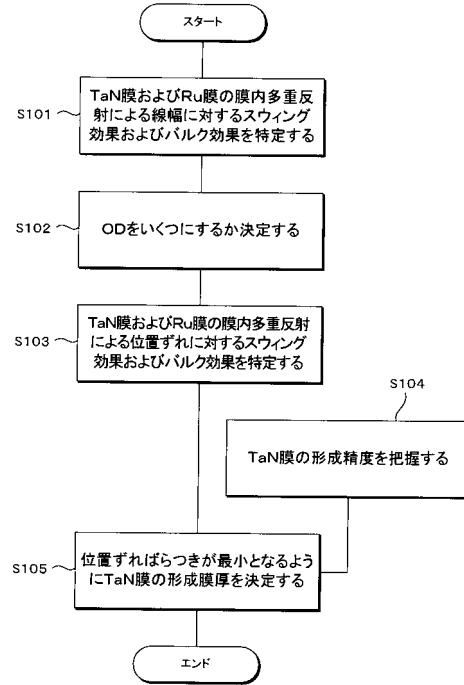 スタート
S101
TaN膜およびRu膜の膜内多重反
射による線幅に対するスウィング
効果およびバルク効果を特定する
S102
ODをいくつにするか決定する
S103
TaN膜およびRu膜の膜内多重反射
による位置ずれに対するスウィング
効果およびバルク効果を特定する
S104
TaN膜の形成精度を把握する
S105
位置ずればらつきが最小となるよう
にTaN膜の形成膜厚を決定する
エンド